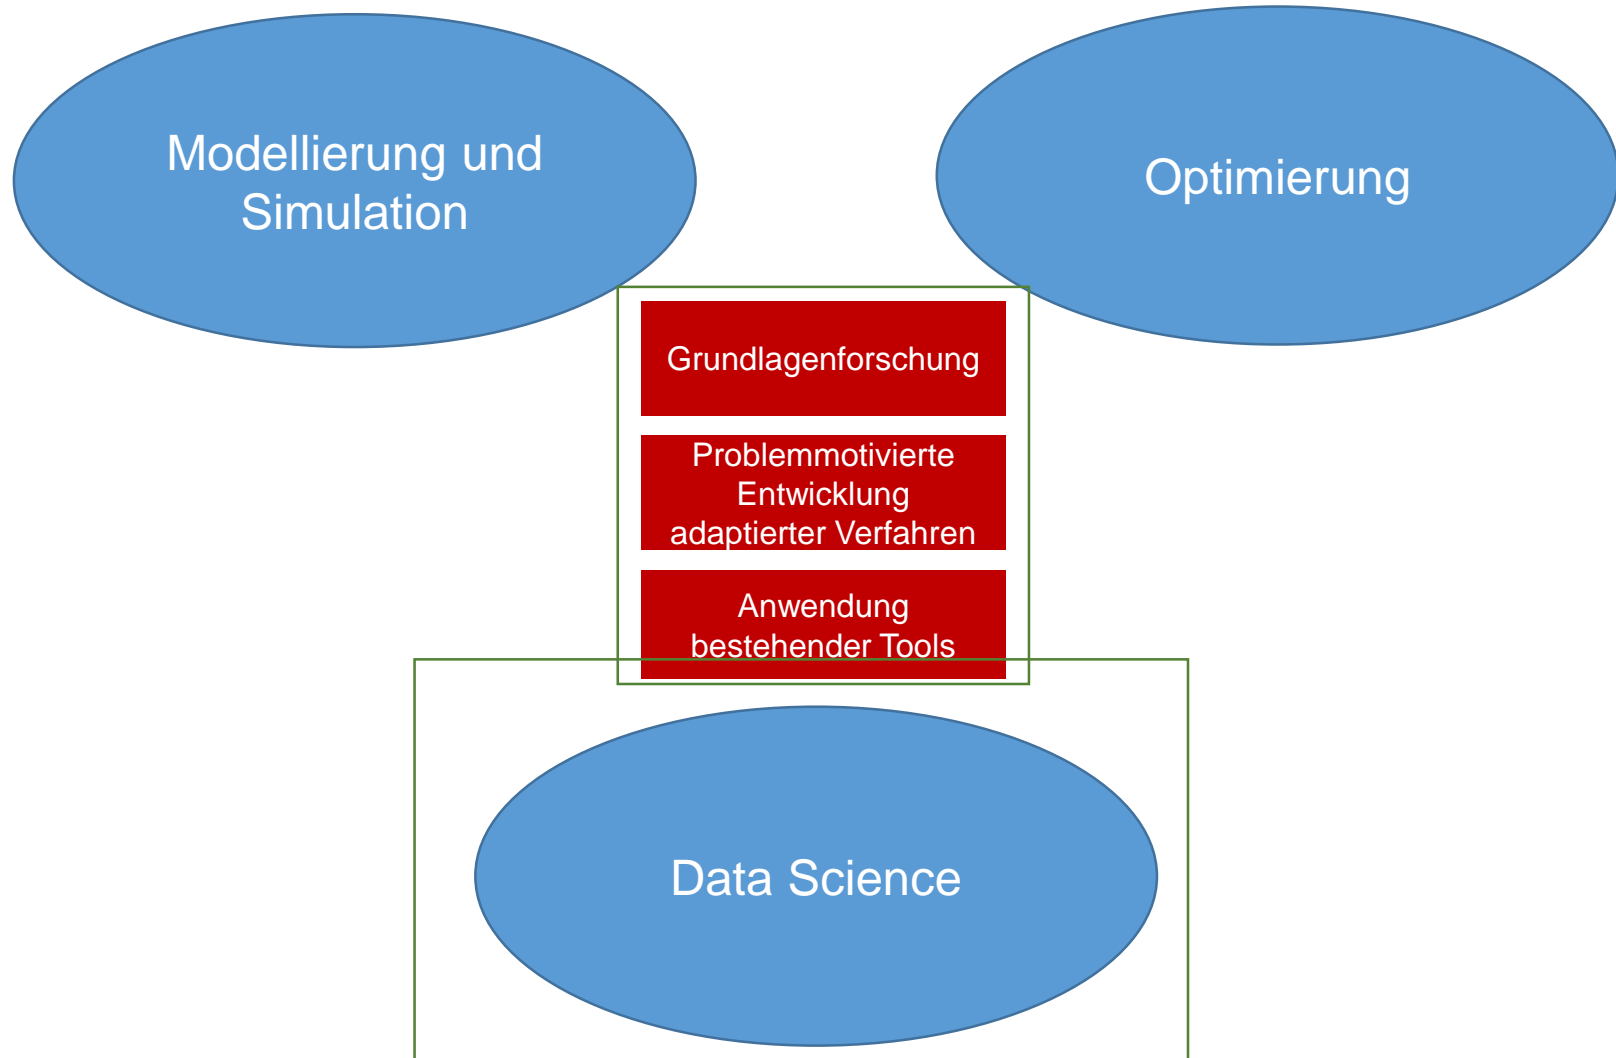 Modellierung und
Simulation
Optimierung
Grundlagenforschung
Problemmotivierte
Entwicklung
adaptierter Verfahren
Anwendung
bestehender Tools
Data Science